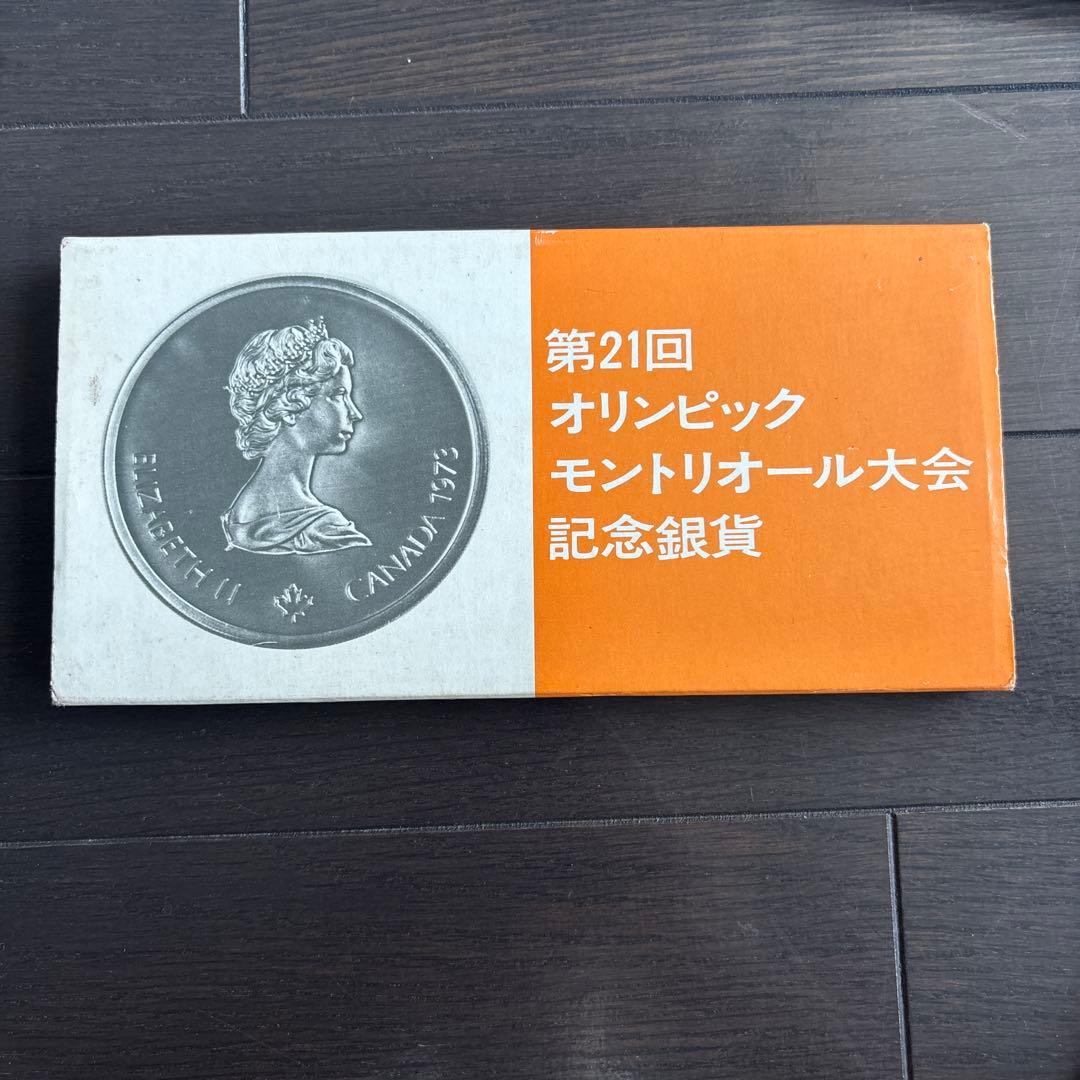 ELIZABETH II
CANADA 1973
第21回
オリンピック
モントリオール大会
記念銀貨